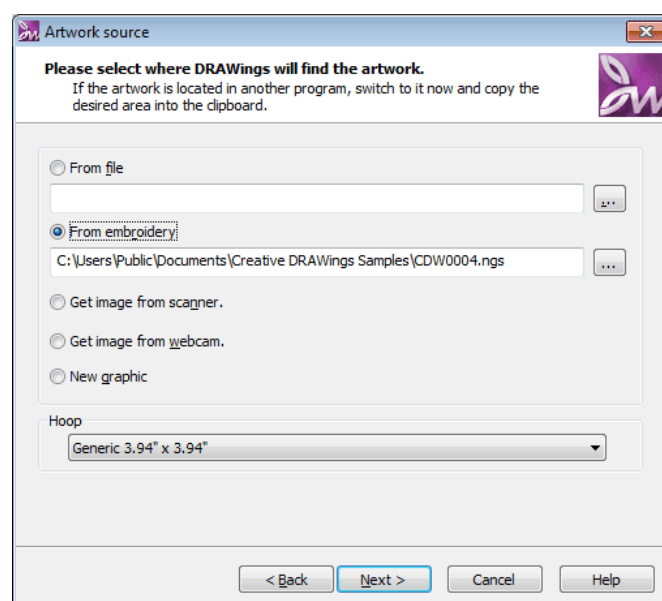 Artwork source
Please select where DRAWings will find the artwork.
If the artwork is located in another program, switch to it now and copy the
desired area into the clipboard.
From file
...
From embroidery
C:\Users\Public\Documents\Creative DRAWings Samples\CDW0004.ngs
...
Get image from scanner.
Get image from webcam.
New graphic
Hoop
Generic 3.94" x 3.94"
< Back Next > Cancel Help